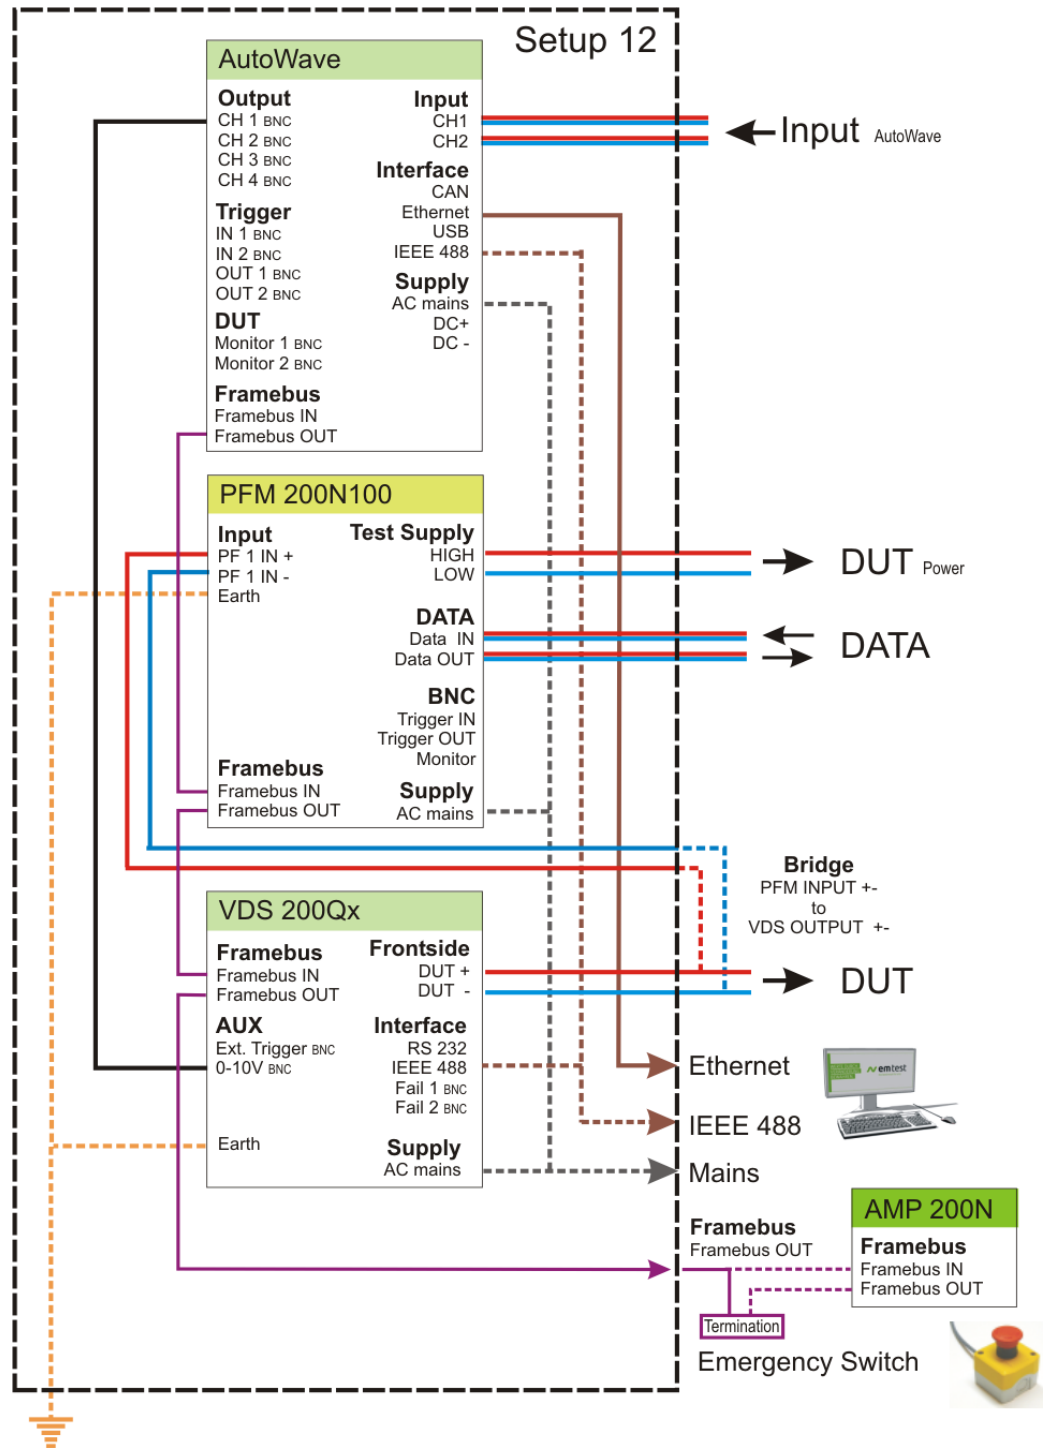 Setup 12
AutoWave
Output
CH 1 BNC
CH 2 BNC
CH 3 BNC
CH 4 BNC
Trigger
IN 1 BNC
IN 2 BNC
OUT 1 BNC
OUT 2 BNC
DUT
Monitor 1 BNC
Monitor 2 BNC
Framebus
Framebus IN
Framebus OUT
Input
CH1
CH2
Interface
CAN
Ethernet
USB
IEEE 488
Supply
AC mains
DC+
DC -
Input AutoWave
PFM 200N100
Input
PF 1 IN +
PF 1 IN -
Earth
Framebus
Framebus IN
Framebus OUT
Test Supply
HIGH
LOW
DATA
Data IN
Data OUT
BNC
Trigger IN
Trigger OUT
Monitor
Supply
AC mains
DUT Power
DATA
Bridge
PFM INPUT +-
to
VDS OUTPUT +-
VDS 200Qx
Framebus
Framebus IN
Framebus OUT
AUX
Ext. Trigger BNC
0-10V BNC
Earth
Frontside
DUT +
DUT -
Interface
RS 232
IEEE 488
Fail 1 BNC
Fail 2 BNC
Supply
AC mains
DUT
Ethernet
IEEE 488
Mains
emtest
Framebus
Framebus OUT
AMP 200N
Framebus
Framebus IN
Framebus OUT
Termination
Emergency Switch